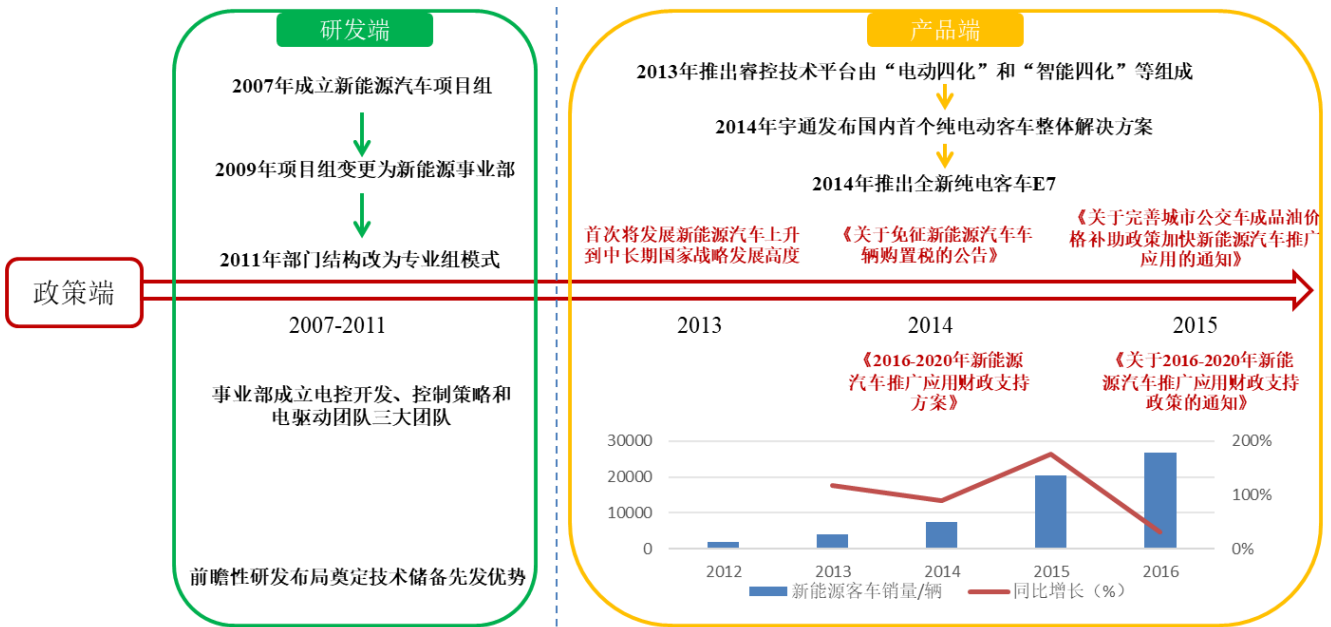 研发端
2007年成立新能源汽车项目组
2009年项目组变更为新能源事业部
2011年部门结构改为专业组模式
产品端
2013年推出睿控技术平台由“电动四化”和“智能四化”等组成
2014年宇通发布国内首个纯电动客车整体解决方案
2014年推出全新纯电客车E7
首次将发展新能源汽车上升
到中长期国家战略发展高度
《关于免征新能源汽车车
辆购置税的公告》
《关于完善城市公交车成品油价
格补助政策加快新能源汽车推广
应用的通知》
政策端
2007-2011
2013
2014
2015
事业部成立电控开发、控制策略和
电驱动团队三大团队
前瞻性研发布局奠定技术储备先发优势
《2016-2020年新能源
汽车推广应用财政支持
方案》
《关于2016-2020年新能
源汽车推广应用财政支持
政策的通知》
30000
20000
10000
0
200%
100%
0%
2012
2013
2014
2015
2016
新能源客车销量/辆
同比增长（%）